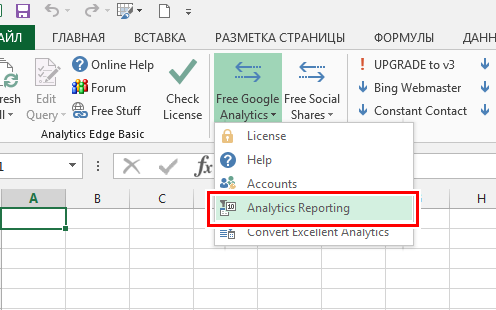 АЙЛ ГЛАВНАЯ ВСТАВКА РАЗМЕТКА СТРАНИЦЫ ФОРМУЛЫ ДАНН
fresh Edit Online Help Check Free Google Free Social ! UPGRADE to v3
ll Query Forum License Analytics Shares ! Bing Webmaster
Free Stuff ! Constant Contact
Analytics Edge Basic
License
1 fx
Help
Accounts
A B C H
Analytics Reporting
Convert Excellent Analytics